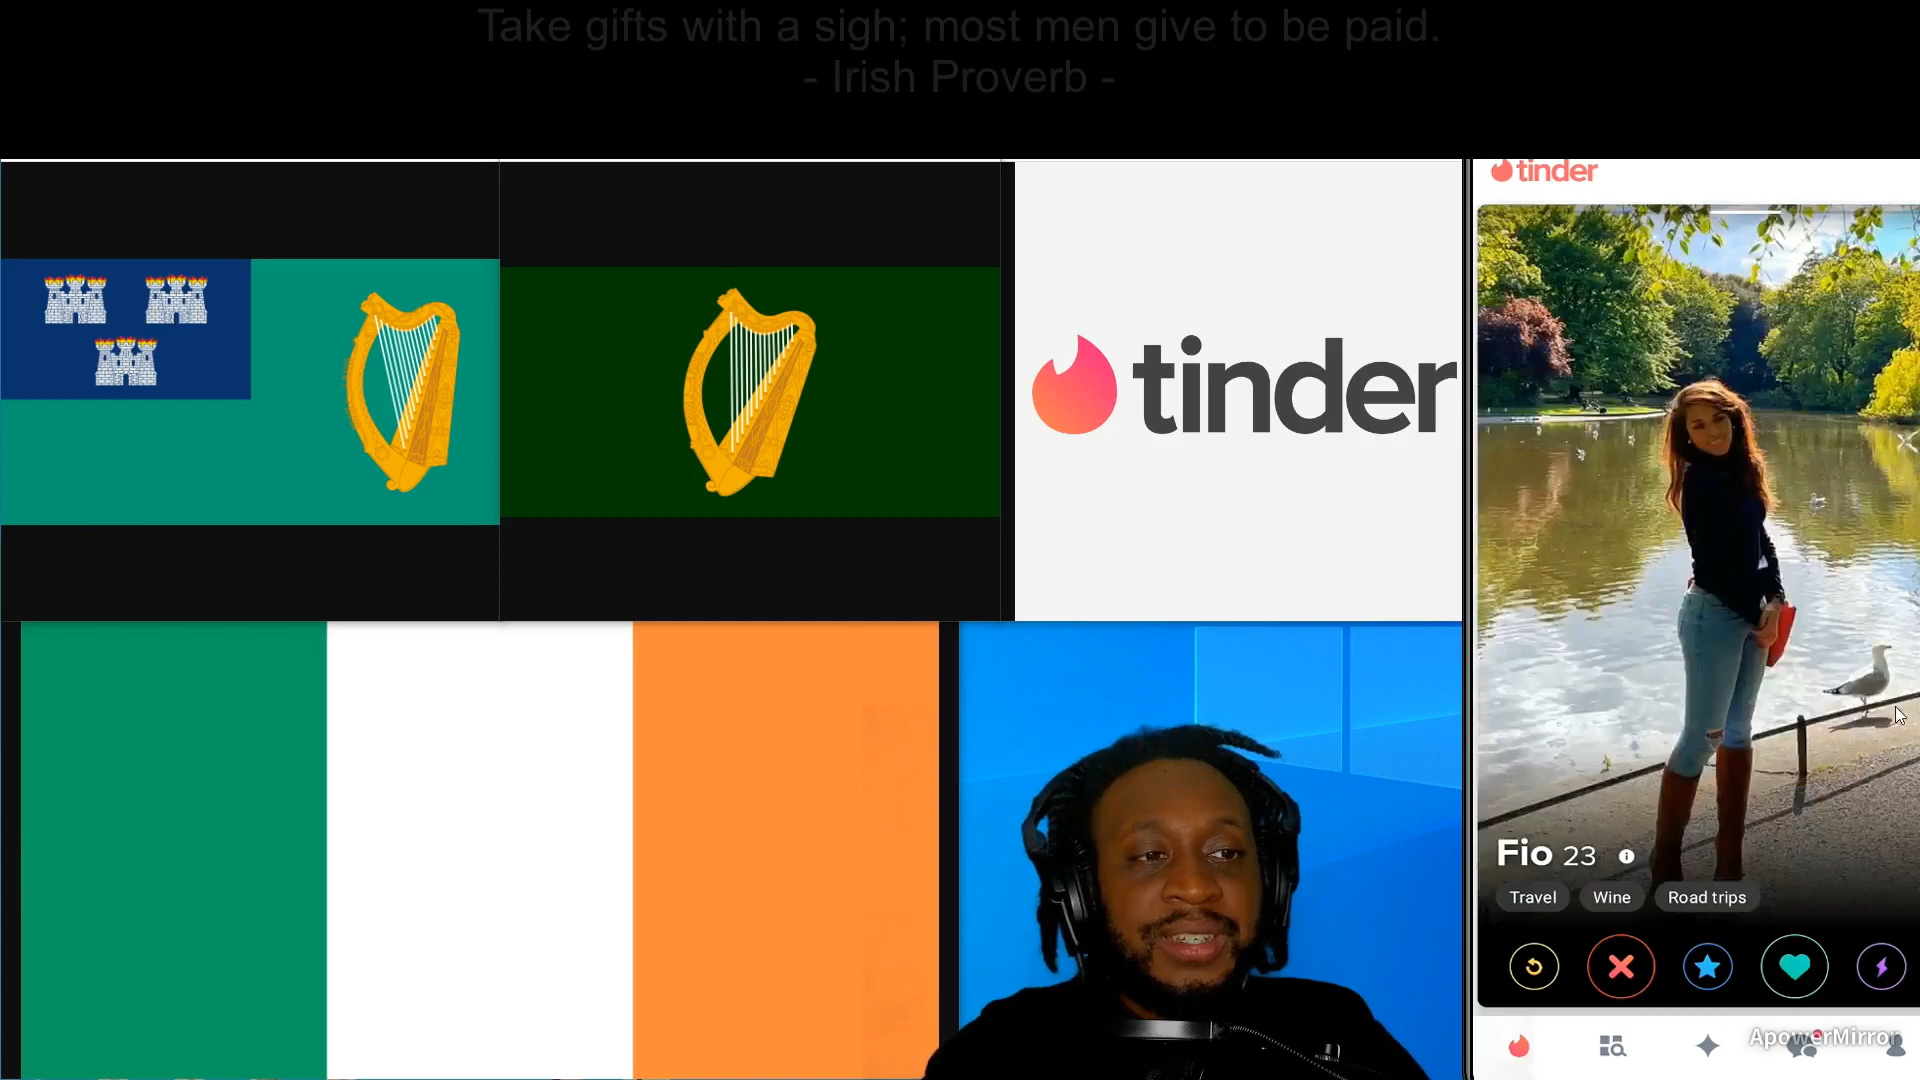 Take gifts with a sigh; most men give to be paid.
- Irish Proverb -
tinder
tinder
Fio 23
Travel
Wine
Road trips
ApowerMirror